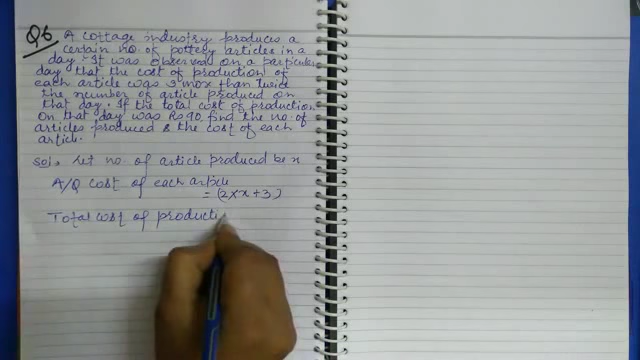 Q6 A cottage industry produces a
certain no. of pottery articles in a
day. It was observed on a particular
day that the cost of production of
each article was 3 more than twice
the number of article produced on
that day. If the total cost of production
on that day was Rs 90, find the no. of
articles produced & the cost of each
article.
Sol. Let no of article produced be x
A/Q cost of each article
= (2×x+3)
Total cost of producti